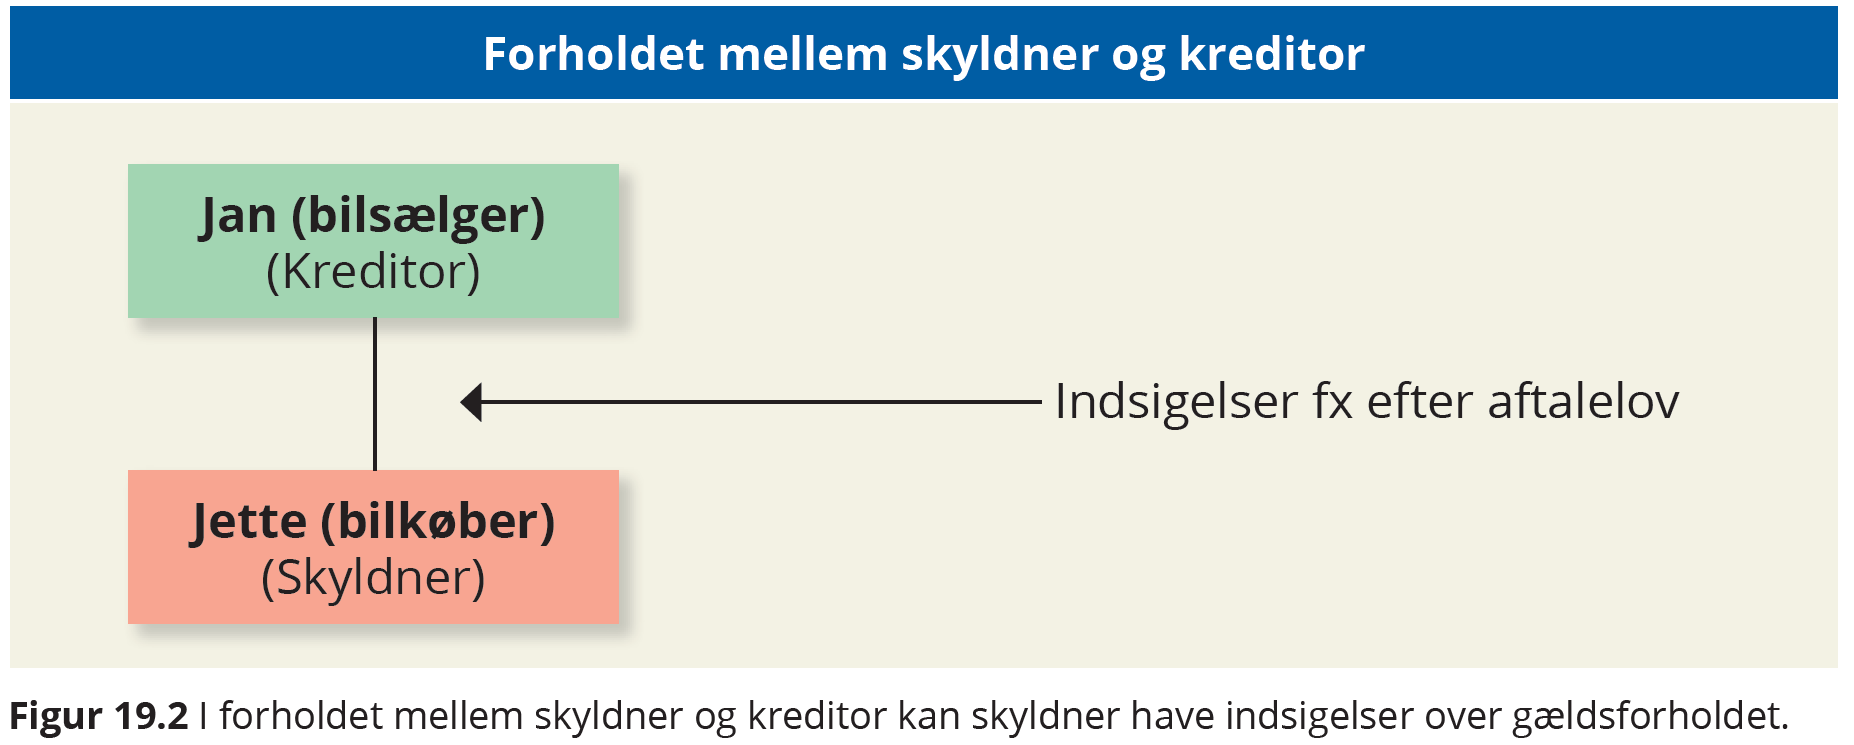 Forholdet mellem skyldner og kreditor
Jan (bilsælger)
(Kreditor)
Indsigelser fx efter aftalelov
Jette (bilkøber)
(Skyldner)
Figur 19.2 I forholdet mellem skyldner og kreditor kan skyldner have indsigelser over gældsforholdet.